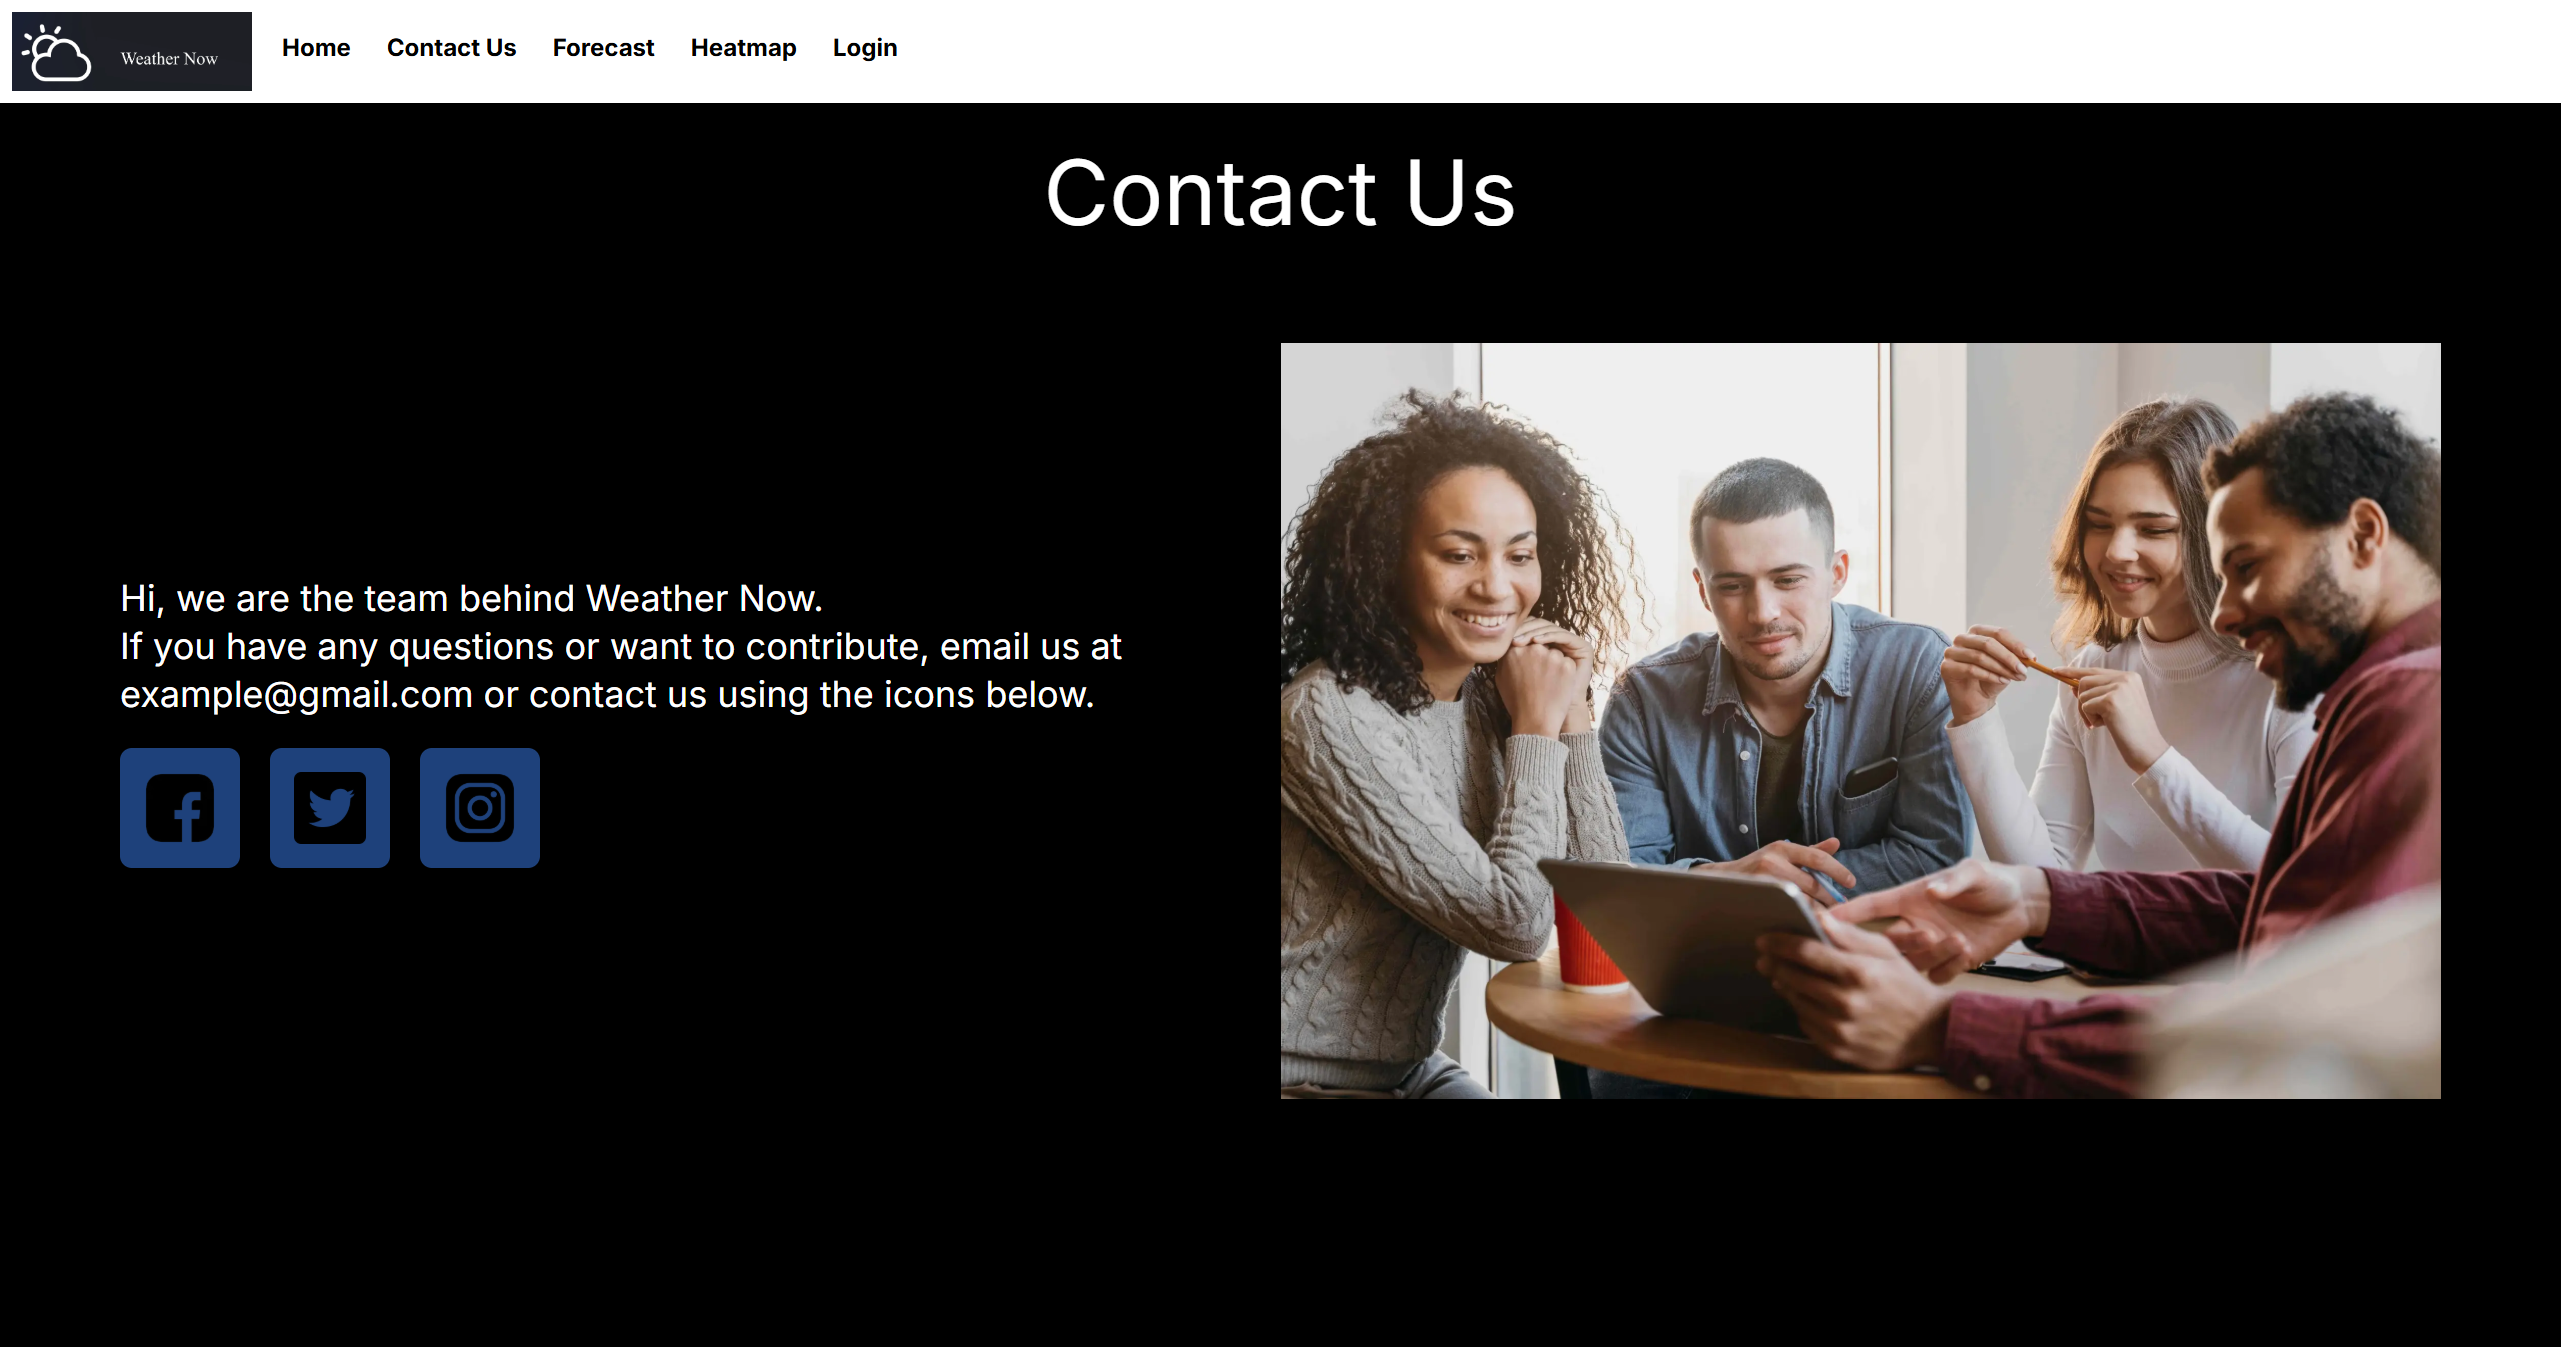 Weather Now
Home Contact Us Forecast Heatmap Login
Contact Us
Hi, we are the team behind Weather Now.
If you have any questions or want to contribute, email us at
example@gmail.com or contact us using the icons below.